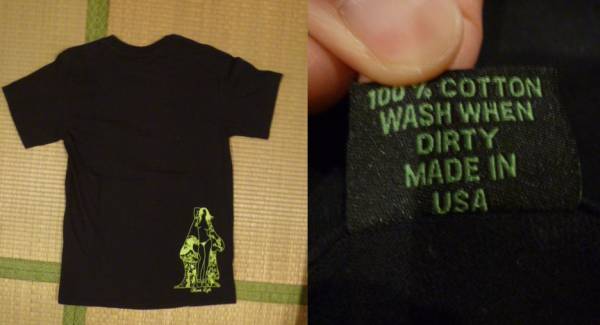 100% COTTON
WASH WHEN
DIRTY
MADE IN
USA